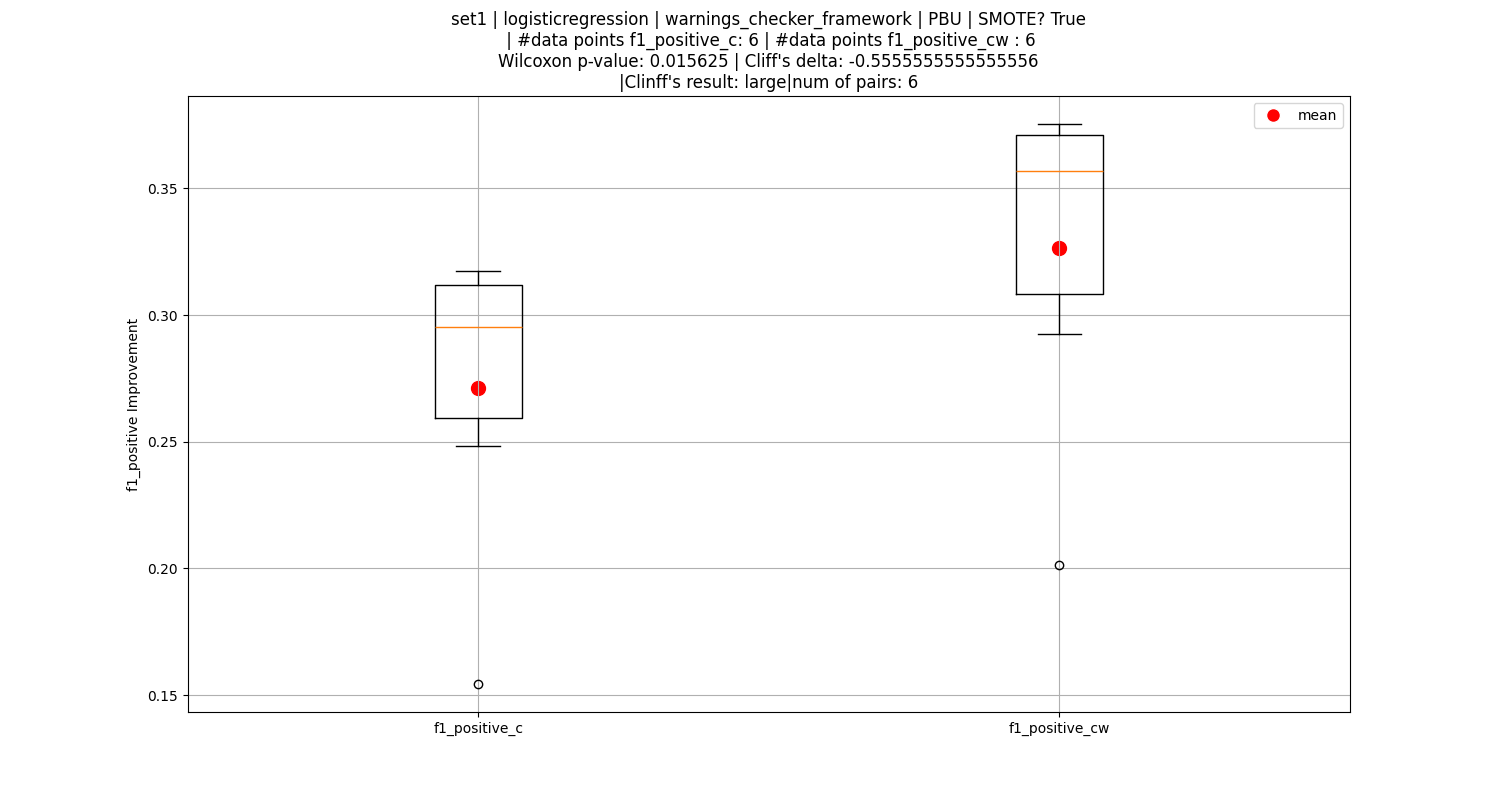 set1 | logisticregression | warnings_checker_framework | PBU | SMOTE? True
| #data points f1_positive_c: 6 | #data points f1_positive_cw : 6
Wilcoxon p-value: 0.015625 | Cliff's delta: -0.5555555555555556
|Clinff's result: large|num of pairs: 6
mean
f1_positive Improvement
0.35
0.30
0.25
0.20
0.15
f1_positive_c
f1_positive_cw